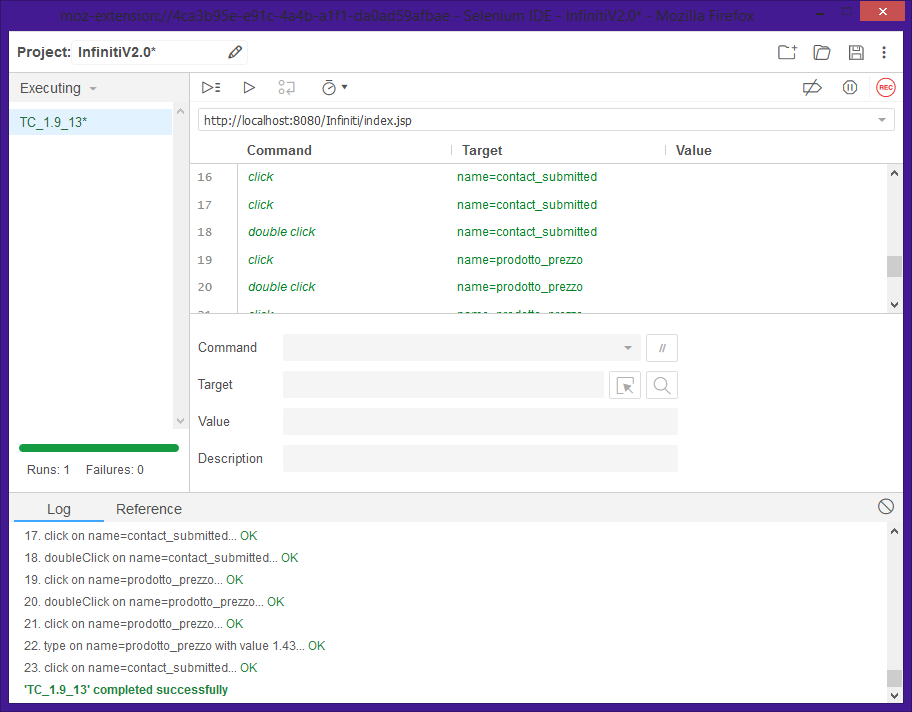 moz-extension://4ca3b95e-e91c-4a4b-a1f1-da0ad59afbae - Selenium IDE - InfinitiV2.0* - Mozilla Firefox
Project: InfinitiV2.0*
Executing
REC
TC_1.9_13*
http://localhost:8080/Infiniti/index.jsp
Command Target Value
16 click name=contact_submitted
17 click name=contact_submitted
18 double click name=contact_submitted
19 click name=prodotto_prezzo
20 double click name=prodotto_prezzo
21 click name=prodotto_prezzo
Command //
Target
Value
Description
Runs: 1 Failures: 0
Log Reference
17. click on name=contact_submitted... OK
18. doubleClick on name=contact_submitted... OK
19. click on name=prodotto_prezzo... OK
20. doubleClick on name=prodotto_prezzo... OK
21. click on name=prodotto_prezzo... OK
22. type on name=prodotto_prezzo with value 1.43... OK
23. click on name=contact_submitted... OK
'TC_1.9_13' completed successfully